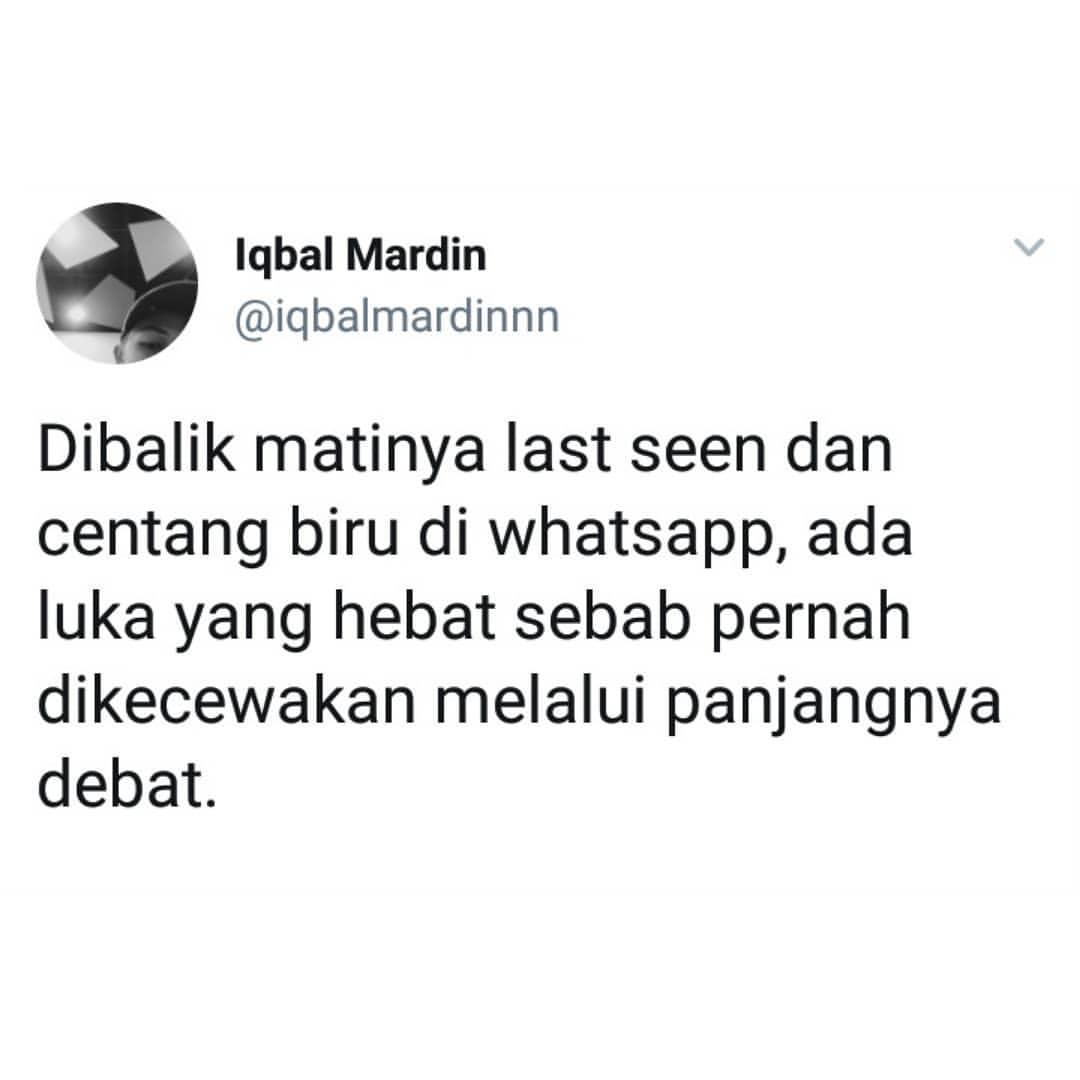 Iqbal Mardin
@iqbalmardinnn
Dibalik matinya last seen dan
centang biru di whatsapp, ada
luka yang hebat sebab pernah
dikecewakan melalui panjangnya
debat.